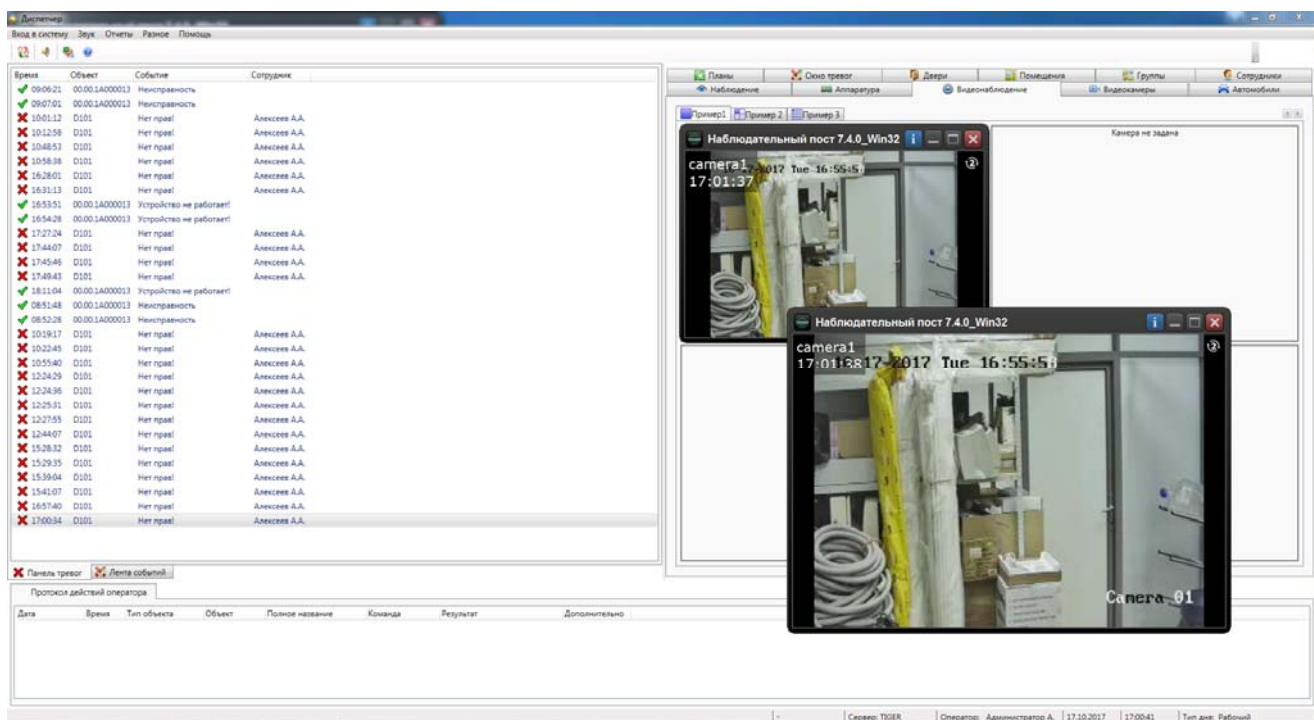 Диспетчер
Вход в систему Звук Отчеты Разное Помощь
Время Объект Событие Сотрудник
09:06:21 00.00.1A000013 Неисправность
09:07:01 00.00.1A000013 Неисправность
10:01:12 D101 Нет прав! Алексеев А.А.
10:12:58 D101 Нет прав! Алексеев А.А.
10:48:53 D101 Нет прав! Алексеев А.А.
10:58:38 D101 Нет прав! Алексеев А.А.
16:28:01 D101 Нет прав! Алексеев А.А.
16:31:13 D101 Нет прав! Алексеев А.А.
16:53:51 00.00.1A000013 Устройство не работает!
16:54:28 00.00.1A000013 Устройство не работает!
17:27:24 D101 Нет прав! Алексеев А.А.
17:44:07 D101 Нет прав! Алексеев А.А.
17:45:46 D101 Нет прав! Алексеев А.А.
17:49:43 D101 Нет прав! Алексеев А.А.
18:11:04 00.00.1A000013 Устройство не работает!
08:51:48 00.00.1A000013 Неисправность
08:52:28 00.00.1A000013 Неисправность
10:19:17 D101 Нет прав! Алексеев А.А.
10:22:45 D101 Нет прав! Алексеев А.А.
10:55:40 D101 Нет прав! Алексеев А.А.
12:24:29 D101 Нет прав! Алексеев А.А.
12:24:36 D101 Нет прав! Алексеев А.А.
12:25:31 D101 Нет прав! Алексеев А.А.
12:27:55 D101 Нет прав! Алексеев А.А.
12:44:07 D101 Нет прав! Алексеев А.А.
15:28:32 D101 Нет прав! Алексеев А.А.
15:29:35 D101 Нет прав! Алексеев А.А.
15:39:04 D101 Нет прав! Алексеев А.А.
15:41:07 D101 Нет прав! Алексеев А.А.
16:57:40 D101 Нет прав! Алексеев А.А.
17:00:34 D101 Нет прав! Алексеев А.А.
Панель тревог Лента событий
Планы Окно тревог Двери Помещения Группы Сотрудники
Наблюдение Аппаратура Видеонаблюдение Видеокамеры Автомобили
Пример1 Пример 2 Пример 3
Наблюдательный пост 7.4.0_Win32
Камера не задана
camera1
2017 Tue 16:55:5
17:01:37
Наблюдательный пост 7.4.0_Win32
camera1
17:01:38 17-2017 Tue 16:55:5
Camera 01
Протокол действий оператора
Дата Время Тип объекта Объект Полное название Команда Результат Дополнительно
Сервер: TIGER Оператор: Администратор А. 17.10.2017 17:00:41 Тип дня: Рабочий